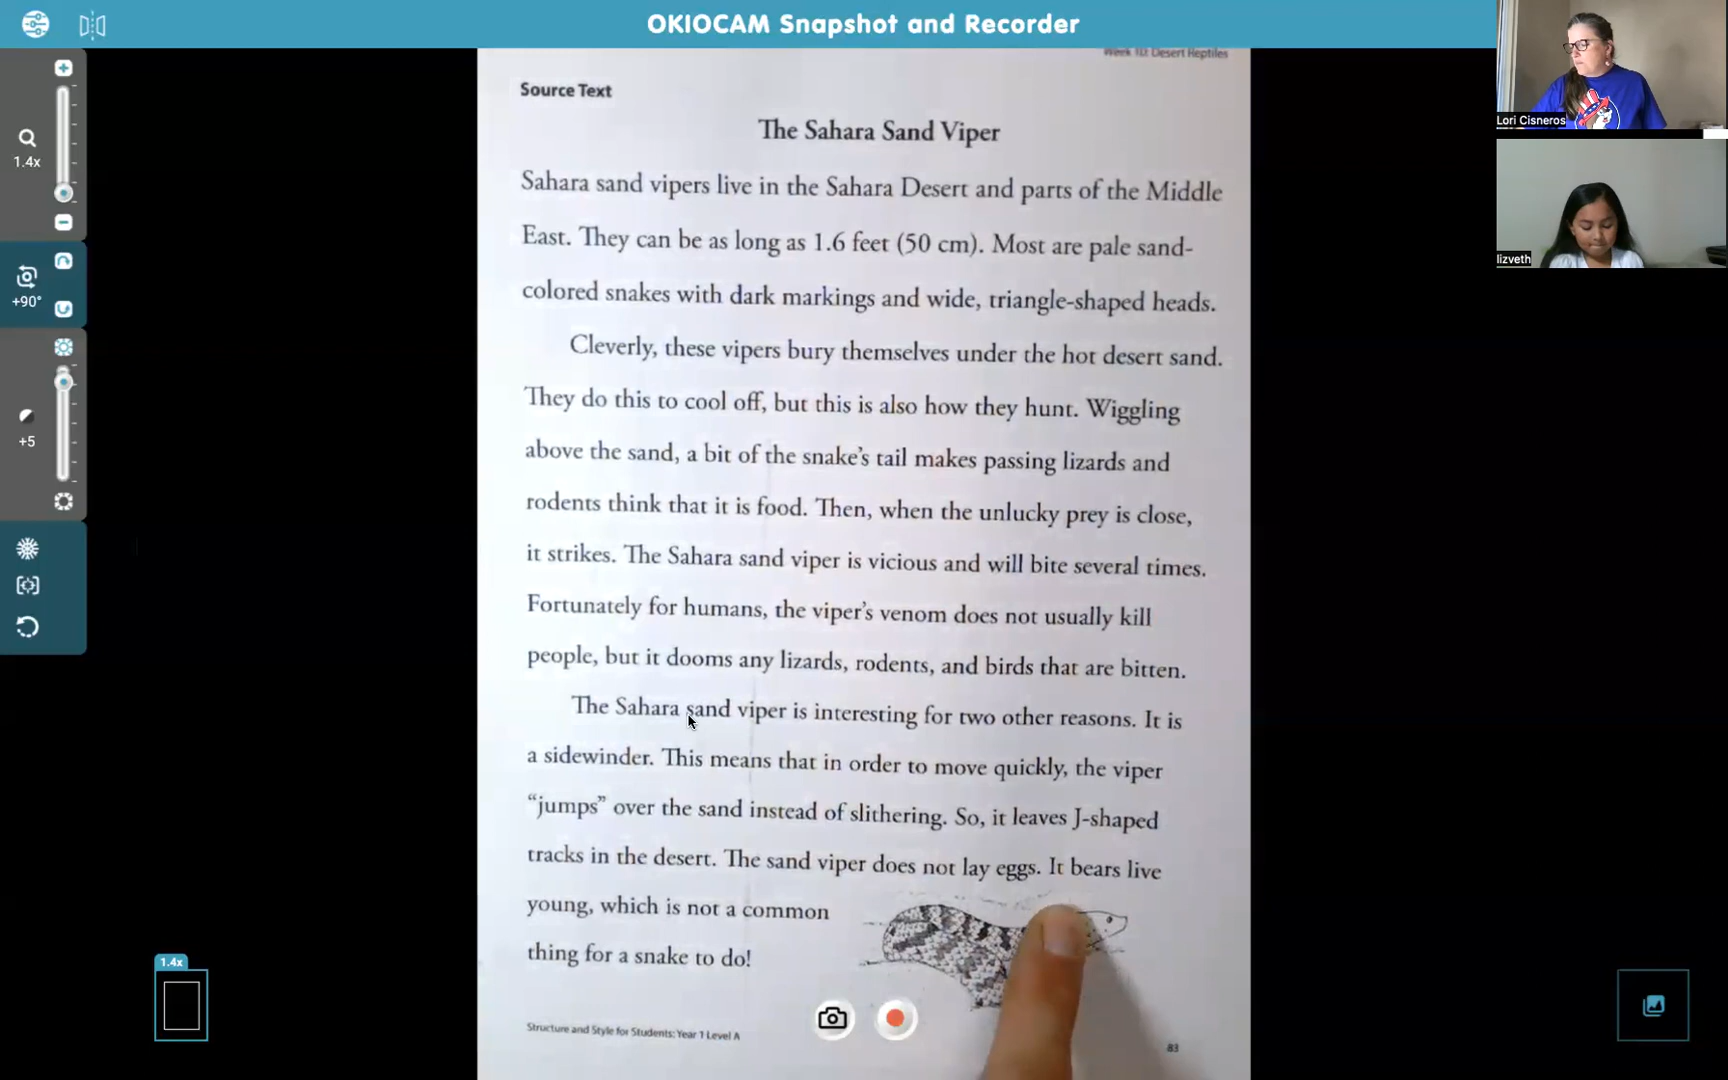 OKIOCAM Snapshot and Recorder
Lori Cisneros
lizveth
1.4x
+90°
+5
1.4x
Week 10: Desert Reptiles
Source Text
The Sahara Sand Viper
Sahara sand vipers live in the Sahara Desert and parts of the Middle
East. They can be as long as 1.6 feet (50 cm). Most are pale sand-
colored snakes with dark markings and wide, triangle-shaped heads.
Cleverly, these vipers bury themselves under the hot desert sand.
They do this to cool off, but this is also how they hunt. Wiggling
above the sand, a bit of the snake's tail makes passing lizards and
rodents think that it is food. Then, when the unlucky prey is close,
it strikes. The Sahara sand viper is vicious and will bite several times.
Fortunately for humans, the viper's venom does not usually kill
people, but it dooms any lizards, rodents, and birds that are bitten.
The Sahara sand viper is interesting for two other reasons. It is
a sidewinder. This means that in order to move quickly, the viper
“jumps” over the sand instead of slithering. So, it leaves J-shaped
tracks in the desert. The sand viper does not lay eggs. It bears live
young, which is not a common
thing for a snake to do!
Structure and Style for Students: Year 1 Level A
83